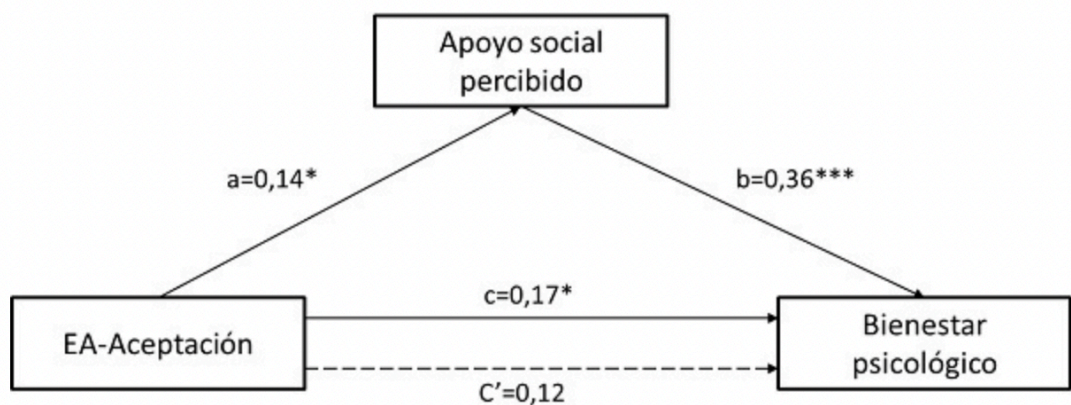 Apoyo social
percibido
a=0,14*
b=0,36***
c=0,17*
EA-Aceptación
Bienestar
psicológico
C’=0,12